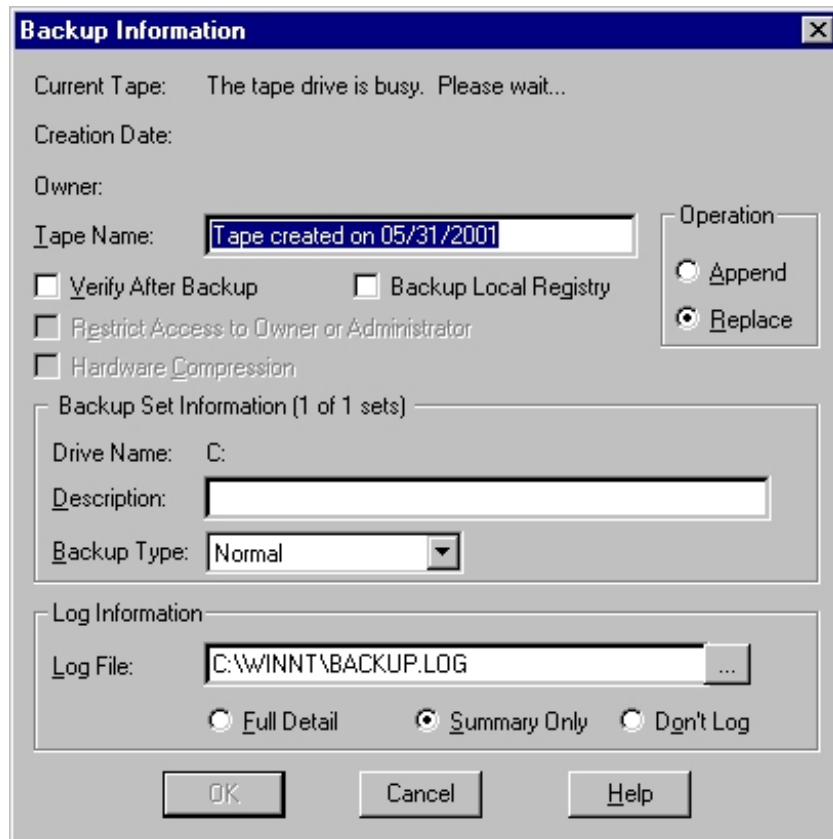 Backup Information
Current Tape: The tape drive is busy. Please wait...
Creation Date:
Owner:
Tape Name: Tape created on 05/31/2001
Operation
Append
Replace
Verify After Backup Backup Local Registry
Restrict Access to Owner or Administrator
Hardware Compression
Backup Set Information (1 of 1 sets)
Drive Name: C:
Description:
Backup Type: Normal
Log Information
Log File: C:\WINNT\BACKUP.LOG ...
Full Detail Summary Only Don't Log
OK Cancel Help